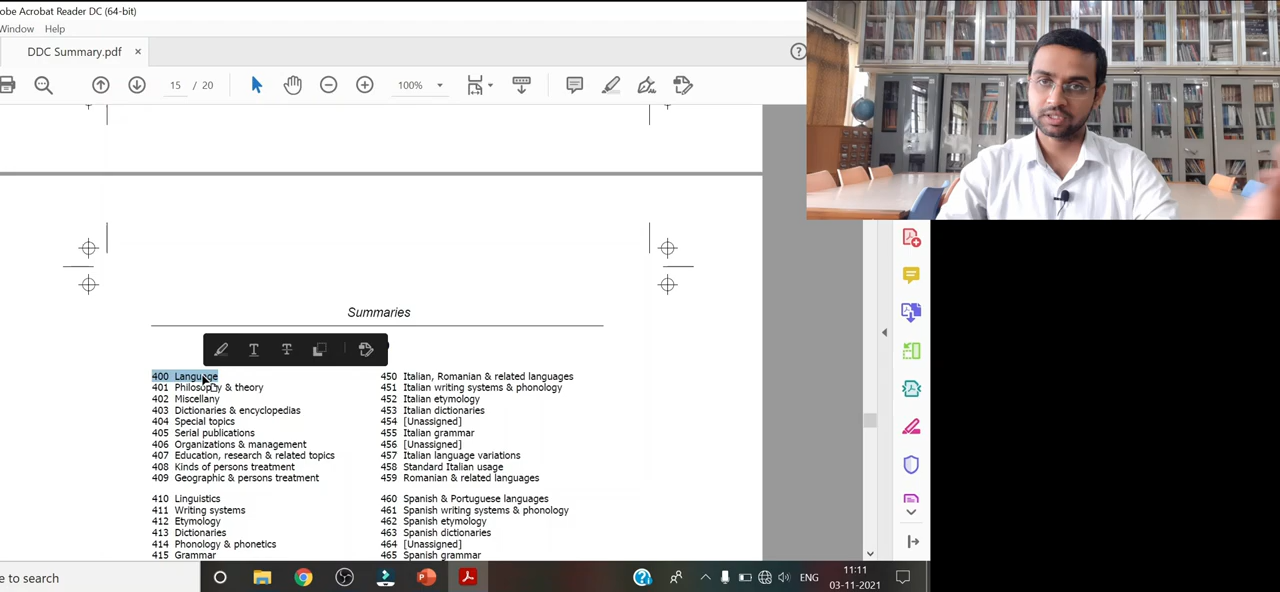 obe Acrobat Reader DC (64-bit)
Window Help
DDC Summary.pdf ×
15 / 20 100%
Summaries
400 Language
401 Philosophy & theory
402 Miscellany
403 Dictionaries & encyclopedias
404 Special topics
405 Serial publications
406 Organizations & management
407 Education, research & related topics
408 Kinds of persons treatment
409 Geographic & persons treatment
410 Linguistics
411 Writing systems
412 Etymology
413 Dictionaries
414 Phonology & phonetics
415 Grammar
450 Italian, Romanian & related languages
451 Italian writing systems & phonology
452 Italian etymology
453 Italian dictionaries
454 [Unassigned]
455 Italian grammar
456 [Unassigned]
457 Italian language variations
458 Standard Italian usage
459 Romanian & related languages
460 Spanish & Portuguese languages
461 Spanish writing systems & phonology
462 Spanish etymology
463 Spanish dictionaries
464 [Unassigned]
465 Spanish grammar
e to search
ENG
11:11
03-11-2021